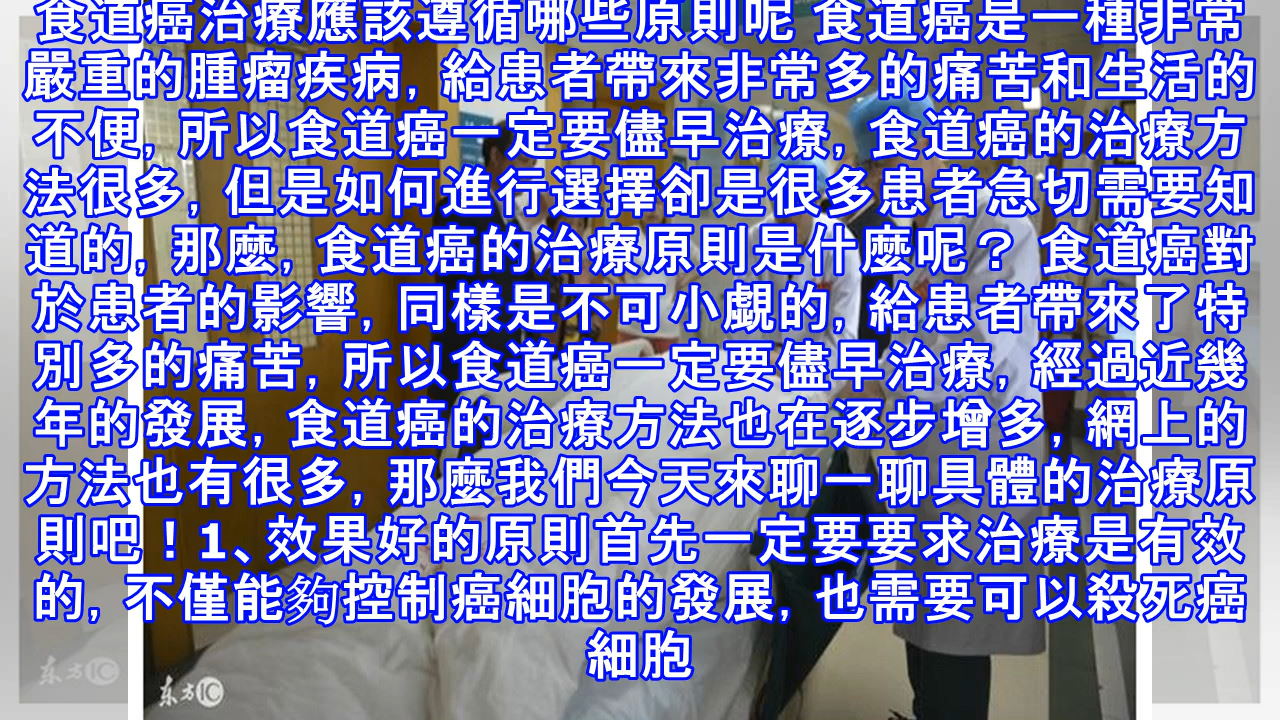 食道癌治療應該遵循哪些原則呢 食道癌是一種非常
嚴重的腫瘤疾病, 給患者帶來非常多的痛苦和生活的
不便, 所以食道癌一定要儘早治療, 食道癌的治療方
法很多, 但是如何進行選擇卻是很多患者急切需要知
道的, 那麼, 食道癌的治療原則是什麼呢？ 食道癌對
於患者的影響, 同樣是不可小覷的, 給患者帶來了特
別多的痛苦, 所以食道癌一定要儘早治療, 經過近幾
年的發展, 食道癌的治療方法也在逐步增多, 網上的
方法也有很多, 那麼我們今天來聊一聊具體的治療原
則吧！1、效果好的原則首先一定要要求治療是有效
的, 不僅能夠控制癌細胞的發展, 也需要可以殺死癌
細胞
东方IC
东方IC